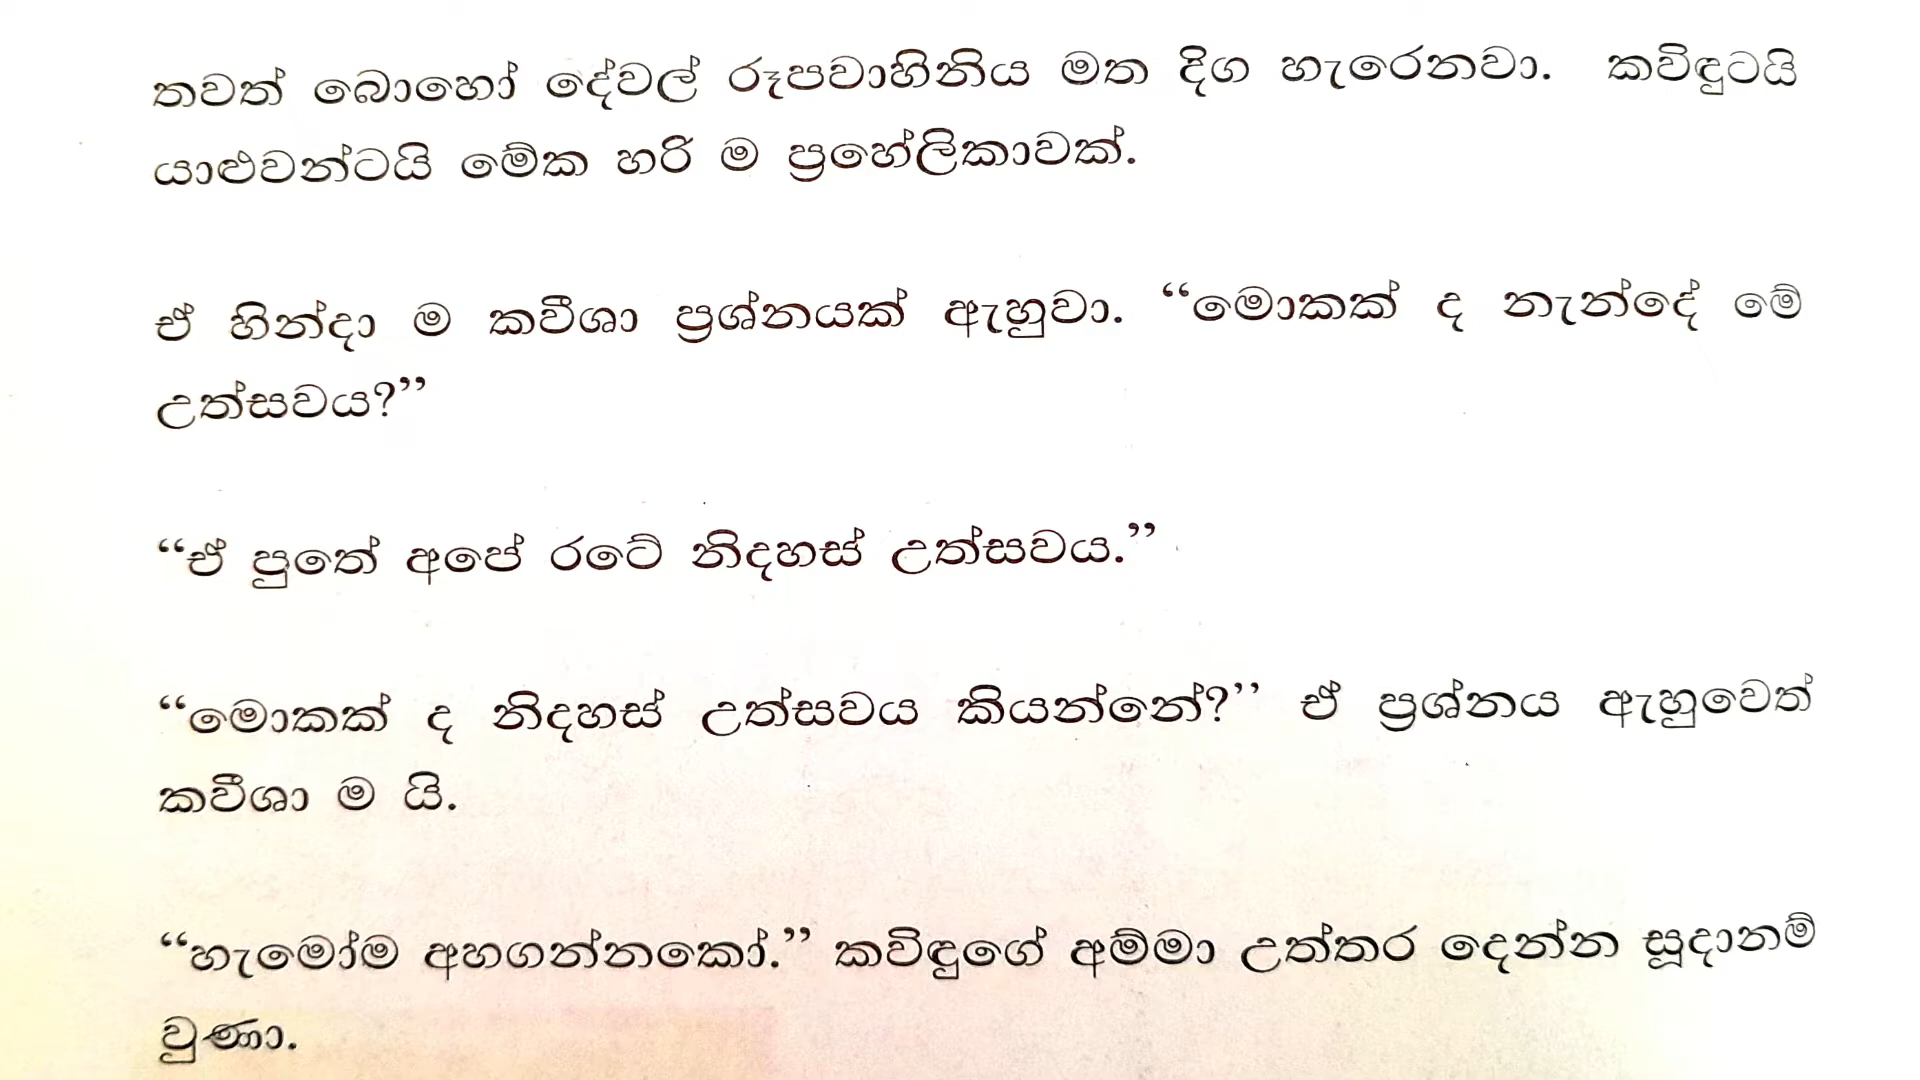 තවත් බොහෝ දේවල් රූපවාහිනිය මත දිග හැරෙනවා. කවිඳුටයි
යාළුවන්ටයි මේක හරි ම ප්‍රහේලිකාවක්.
ඒ හින්දා ම කවීශා ප්‍රශ්නයක් ඇහුවා. “මොකක් ද නැන්දේ මේ
උත්සවය?”
“ඒ පුතේ අපේ රටේ නිදහස් උත්සවය.”
“මොකක් ද නිදහස් උත්සවය කියන්නේ?” ඒ ප්‍රශ්නය ඇහුවෙත්
කවීශා ම යි.
“හැමෝම අහගන්නකෝ.” කවිඳුගේ අම්මා උත්තර දෙන්න සූදානම්
වුණා.